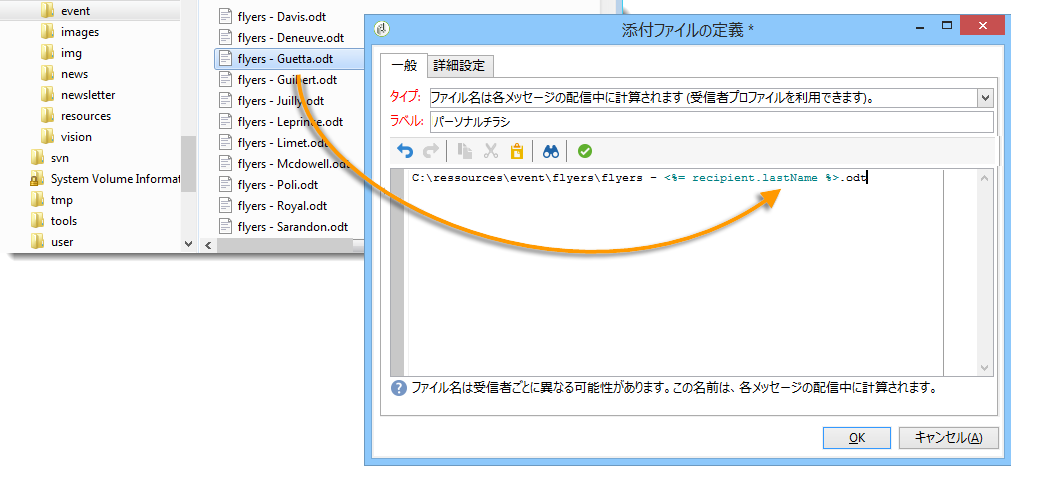 event
images
img
news
newsletter
resources
vision
svn
System Volume Informat
tmp
tools
user
flyers - Davis.odt
flyers - Deneuve.odt
flyers - Guetta.odt
flyers - Guibert.odt
flyers - Juilly.odt
flyers - Leprince.odt
flyers - Limet.odt
flyers - Mcdowell.odt
flyers - Poli.odt
flyers - Royal.odt
flyers - Sarandon.odt
添付ファイルの定義 *
一般
詳細設定
タイプ: ファイル名は各メッセージの配信中に計算されます (受信者プロファイルを利用できます)。
ラベル: パーソナルチラシ
C:\ressources\event\flyers\flyers - <%= recipient.lastName %>.odt
ファイル名は受信者ごとに異なる可能性があります。この名前は、各メッセージの配信中に計算されます。
OK
キャンセル(A)